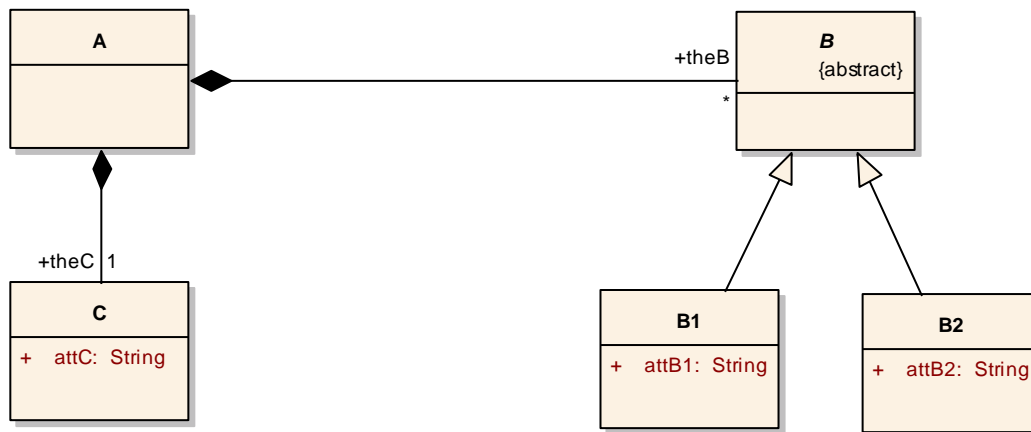 A
B
{abstract}
+theB
*
+theC 1
C
+ attC: String
B1
+ attB1: String
B2
+ attB2: String